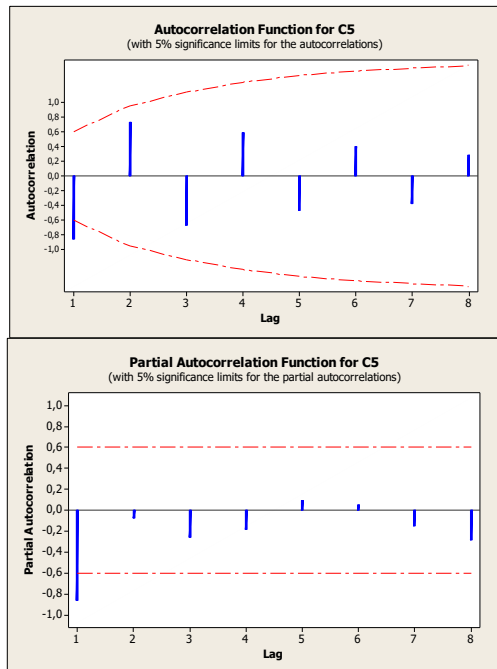 Autocorrelation Function for C5
(with 5% significance limits for the autocorrelations)
1,0
0,8
0,6
0,4
0,2
0,0
-0,2
-0,4
-0,6
-0,8
-1,0
Autocorrelation
1 2 3 4 5 6 7 8
Lag
Partial Autocorrelation Function for C5
(with 5% significance limits for the partial autocorrelations)
1,0
0,8
0,6
0,4
0,2
0,0
-0,2
-0,4
-0,6
-0,8
-1,0
Partial Autocorrelation
1 2 3 4 5 6 7 8
Lag